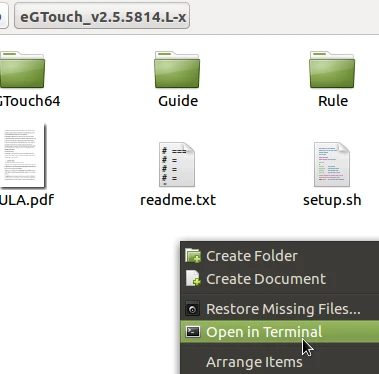 eGTouch_v2.5.5814.L-x
GTouch64 Guide Rule
ULA.pdf readme.txt setup.sh
Create Folder
Create Document
Restore Missing Files...
Open in Terminal
Arrange Items